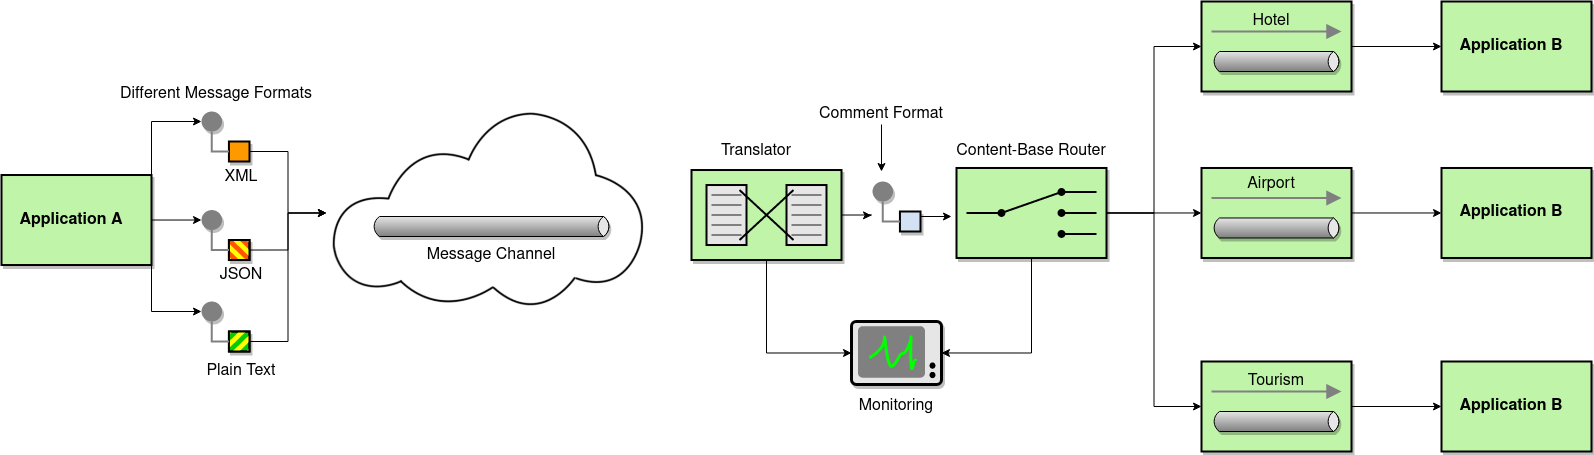 Different Message Formats
XML
Application A
JSON
Plain Text
Message Channel
Translator
Comment Format
Content-Base Router
Monitoring
Hotel
Application B
Airport
Application B
Tourism
Application B